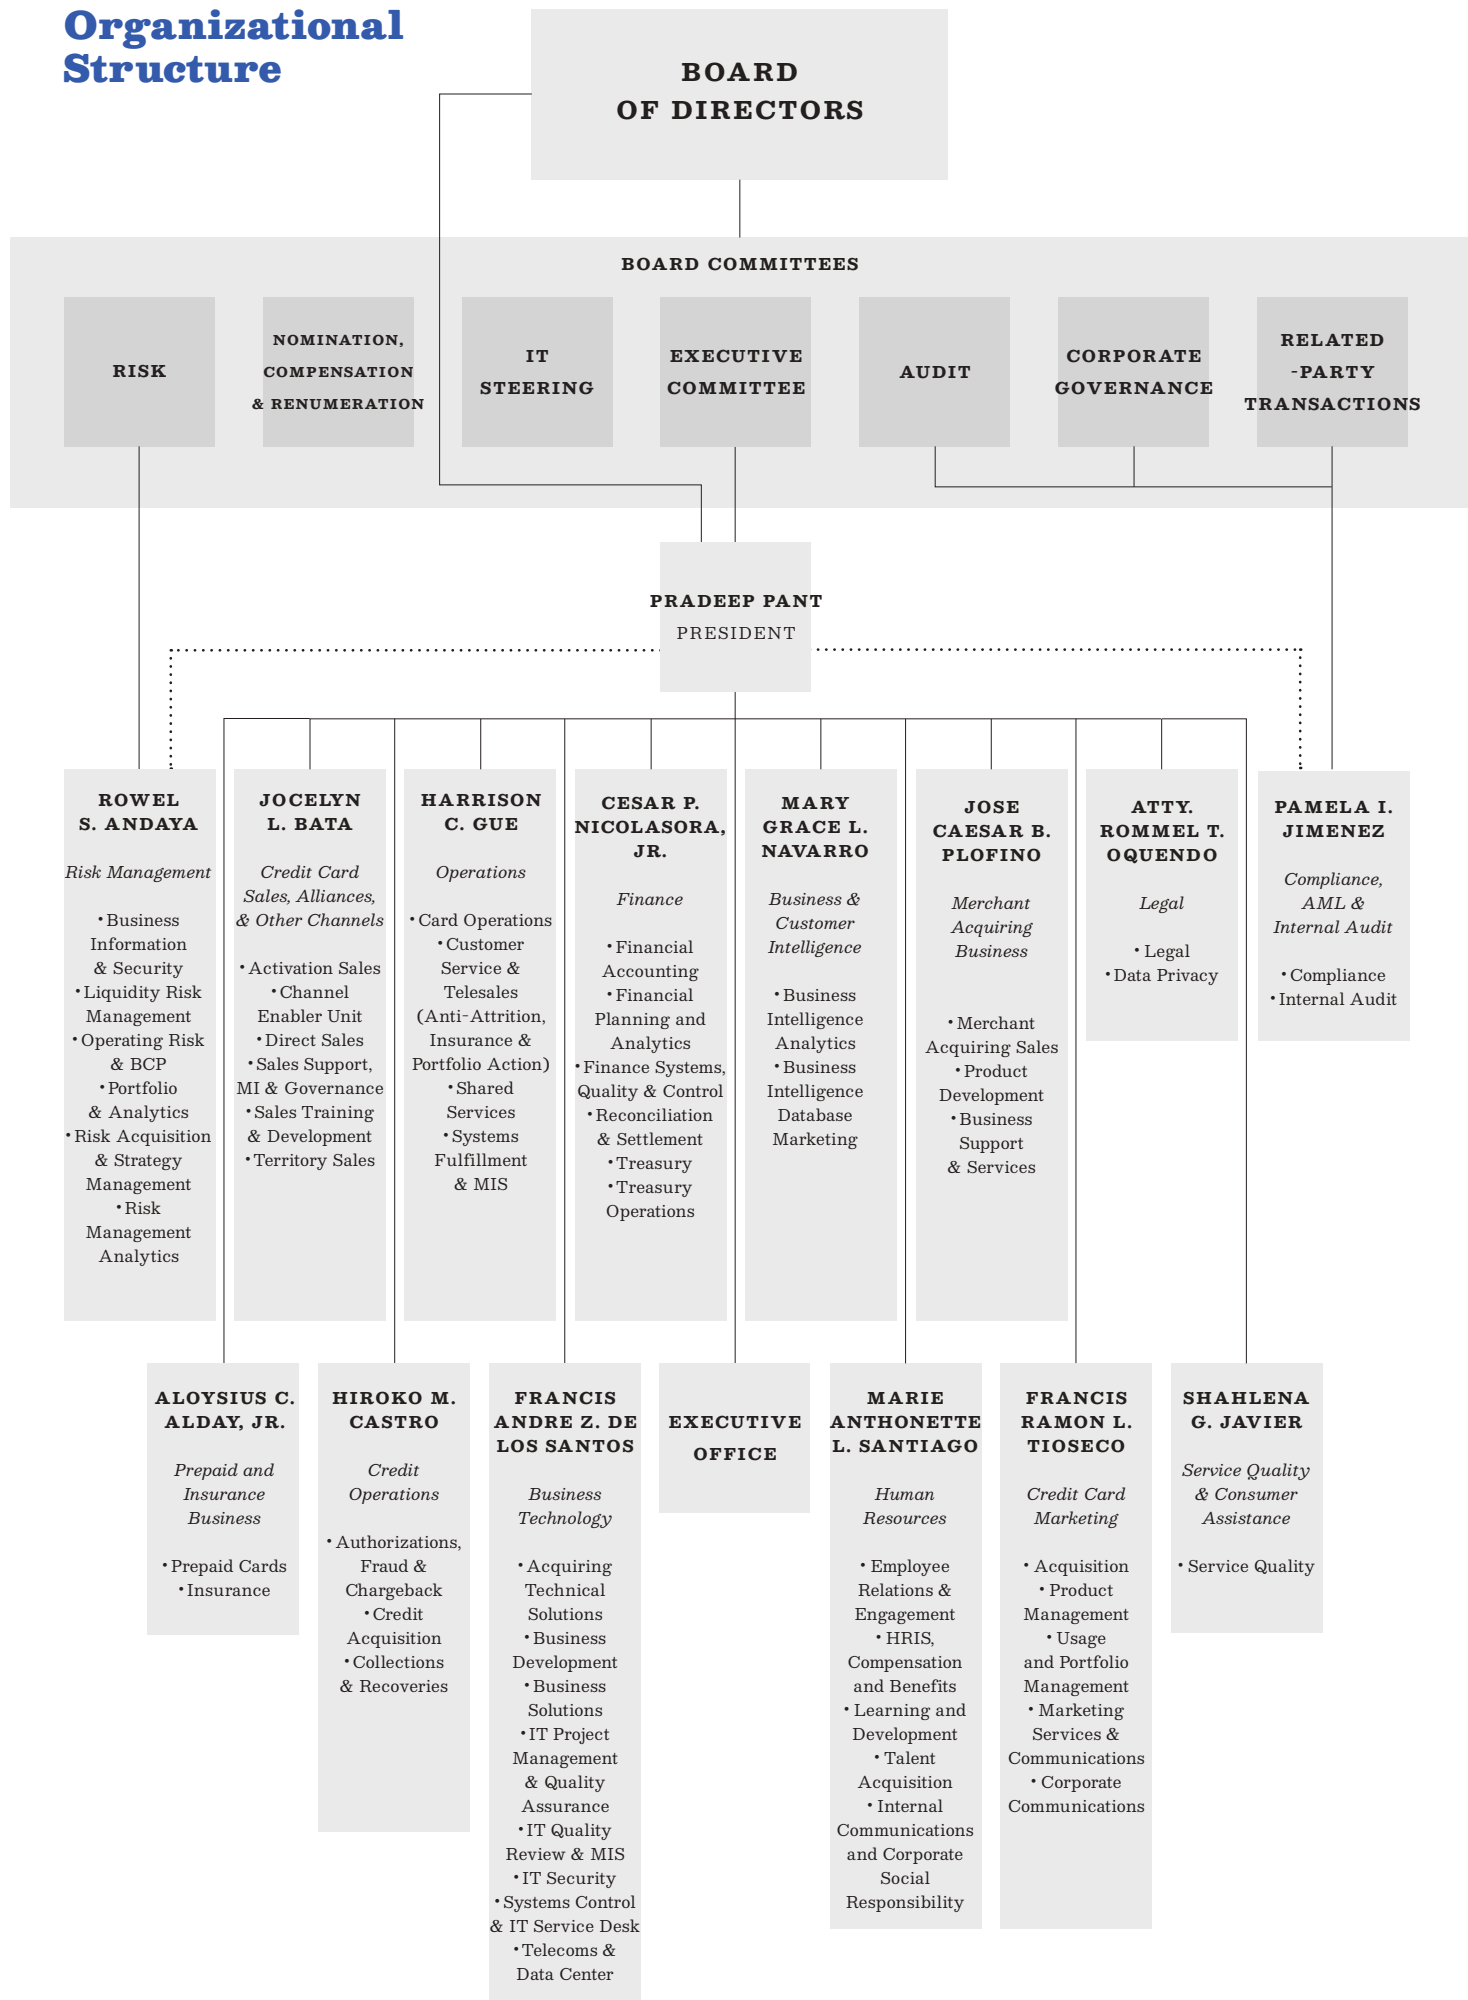 Organizational
Structure
BOARD
OF DIRECTORS
BOARD COMMITTEES
RISK
NOMINATION,
COMPENSATION
& RENUMERATION
IT
STEERING
EXECUTIVE
COMMITTEE
AUDIT
CORPORATE
GOVERNANCE
RELATED
-PARTY
TRANSACTIONS
PRADEEP PANT
PRESIDENT
ROWEL
S. ANDAYA
Risk Management
•Business
Information
& Security
•Liquidity Risk
Management
•Operating Risk
& BCP
•Portfolio
& Analytics
•Risk Acquisition
& Strategy
Management
•Risk
Management
Analytics
JOCELYN
L. BATA
Credit Card
Sales, Alliances,
& Other Channels
•Activation Sales
•Channel
Enabler Unit
•Direct Sales
•Sales Support,
MI & Governance
•Sales Training
& Development
•Territory Sales
HARRISON
C. GUE
Operations
•Card Operations
•Customer
Service &
Telesales
(Anti-Attrition,
Insurance &
Portfolio Action)
•Shared
Services
•Systems
Fulfillment
& MIS
CESAR P.
NICOLASORA,
JR.
Finance
•Financial
Accounting
•Financial
Planning and
Analytics
•Finance Systems,
Quality & Control
•Reconciliation
& Settlement
•Treasury
•Treasury
Operations
MARY
GRACE L.
NAVARRO
Business &
Customer
Intelligence
•Business
Intelligence
Analytics
•Business
Intelligence
Database
Marketing
JOSE
CAESAR B.
PLOFINO
Merchant
Acquiring
Business
•Merchant
Acquiring Sales
•Product
Development
•Business
Support
& Services
ATTY.
ROMMEL T.
OQUENDO
Legal
•Legal
•Data Privacy
PAMELA I.
JIMENEZ
Compliance,
AML &
Internal Audit
•Compliance
•Internal Audit
ALOYSIUS C.
ALDAY, JR.
Prepaid and
Insurance
Business
•Prepaid Cards
•Insurance
HIROKO M.
CASTRO
Credit
Operations
•Authorizations,
Fraud &
Chargeback
•Credit
Acquisition
•Collections
& Recoveries
FRANCIS
ANDRE Z. DE
LOS SANTOS
Business
Technology
•Acquiring
Technical
Solutions
•Business
Development
•Business
Solutions
•IT Project
Management
& Quality
Assurance
•IT Quality
Review & MIS
•IT Security
•Systems Control
& IT Service Desk
•Telecoms &
Data Center
EXECUTIVE
OFFICE
MARIE
ANTHONETTE
L. SANTIAGO
Human
Resources
• Employee
Relations &
Engagement
• HRIS,
Compensation
and Benefits
• Learning and
Development
• Talent
Acquisition
• Internal
Communications
and Corporate
Social
Responsibility
FRANCIS
RAMON L.
TIOSECO
Credit Card
Marketing
• Acquisition
• Product
Management
• Usage
and Portfolio
Management
• Marketing
Services &
Communications
• Corporate
Communications
SHAHLENA
G. JAVIER
Service Quality
& Consumer
Assistance
• Service Quality